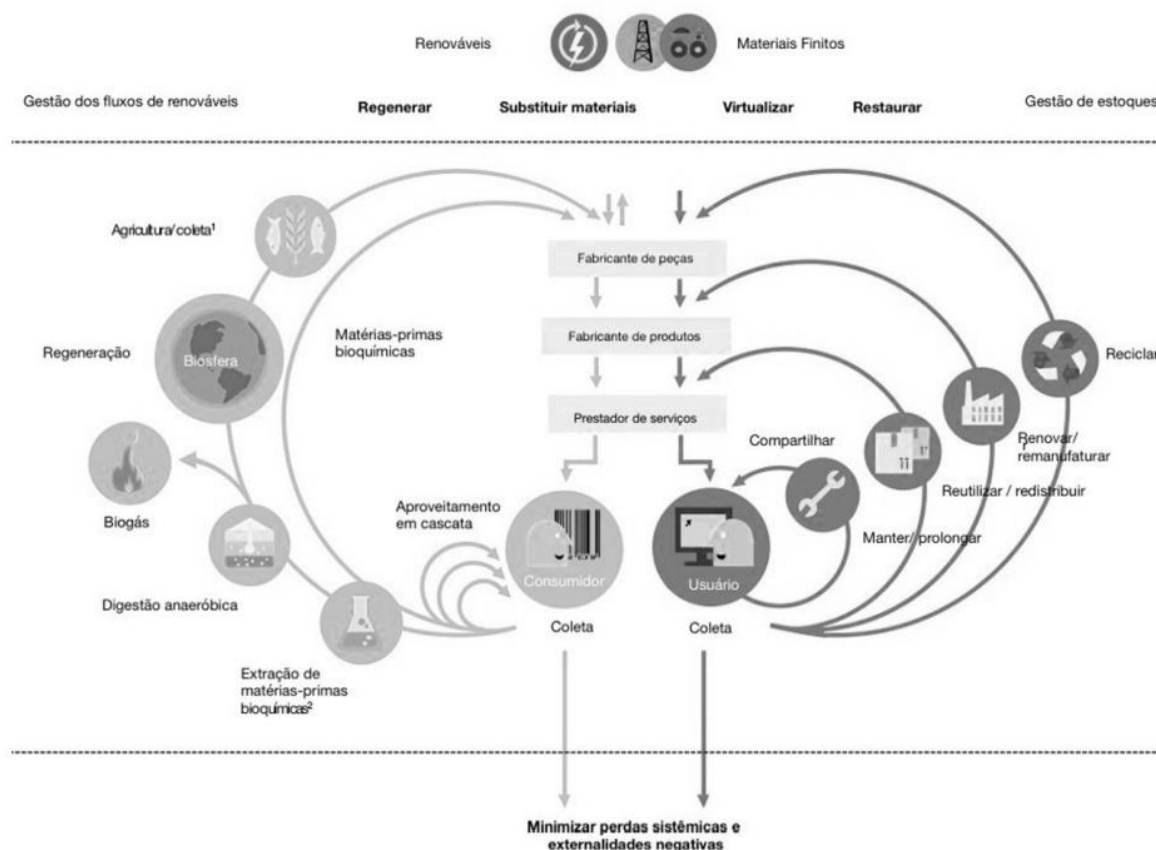 Renováveis
Materiais Finitos
Gestão dos fluxos de renováveis
Regenerar
Substituir materiais
Virtualizar
Restaurar
Gestão de estoques
Agricultura/coleta¹
Fabricante de peças
Matérias-primas
bioquímicas
Fabricante de produtos
Regeneração
Biosfera
Reciclar
Prestador de serviços
Compartilhar
Renovar/
remanufaturar
Reutilizar / redistribuir
Biogás
Aproveitamento
em cascata
Manter/ prolongar
Consumidor
Usuário
Digestão anaeróbica
Coleta
Coleta
Extração de
matérias-primas
bioquímicas²
Minimizar perdas sistêmicas e
externalidades negativas